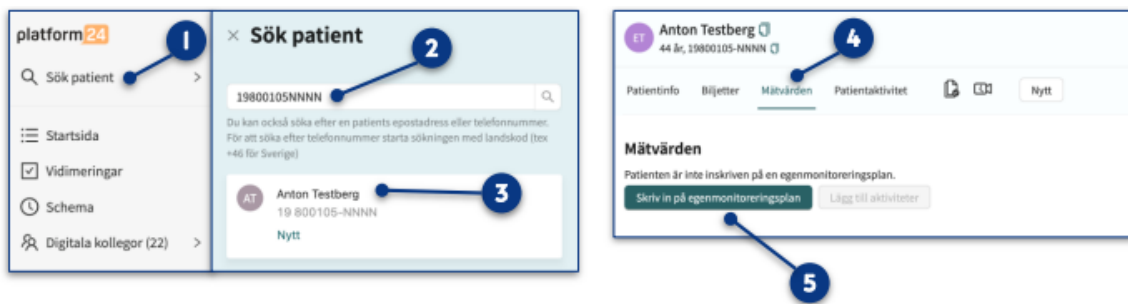 platform24
Sök patient
Startsida
Vidimeringar
Schema
Digitala kollegor (22)
1
× Sök patient
2
19800105NNNN
Du kan också söka efter en patients epostadress eller telefonnummer.
För att söka efter telefonnummer starta sökningen med landskod (tex
+46 för Sverige)
AT
Anton Testberg
3
19 800105-NNNN
Nytt
ET
Anton Testberg
44 år, 19800105-NNNN
4
Patientinfo Biljetter Mätvärden Patientaktivitet Nytt
Mätvärden
Patienten är inte inskriven på en egenmonitoreringsplan.
Skriv in på egenmonitoreringsplan Lägg till aktiviteter
5